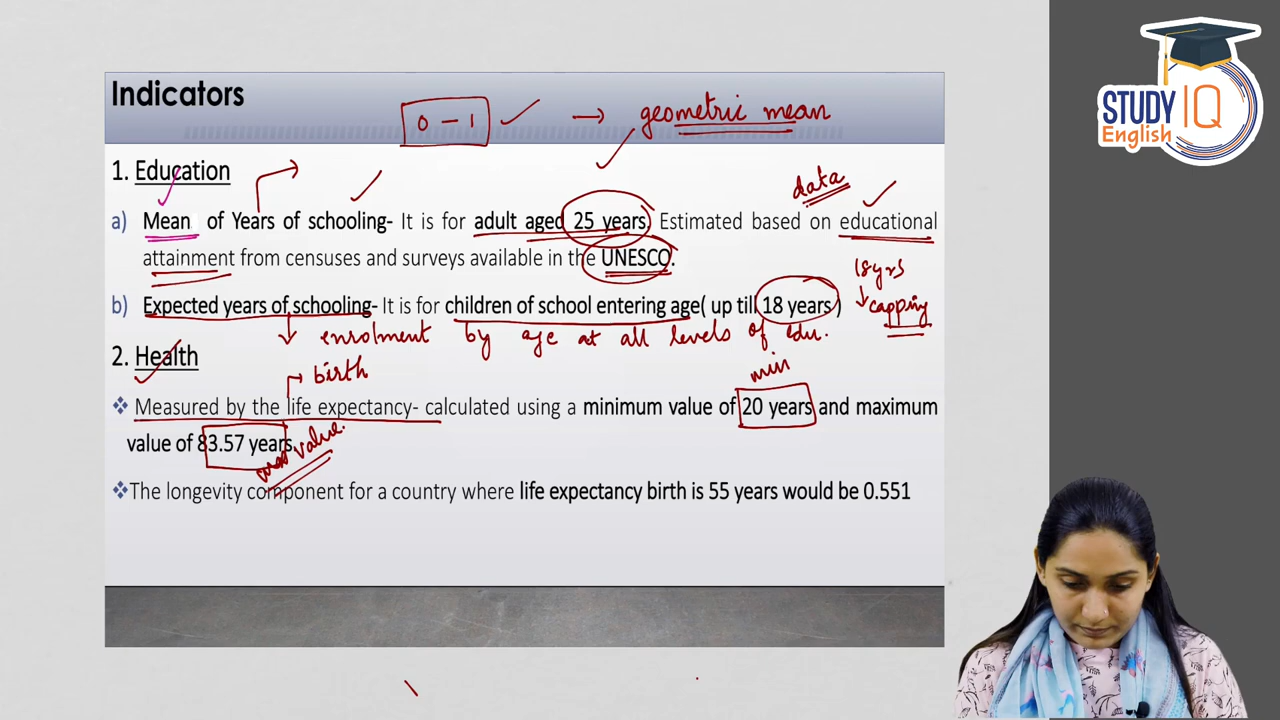 Indicators
0 - 1 → geometric mean
STUDY IQ
English
1. Education
data
a) Mean of Years of schooling- It is for adult aged 25 years. Estimated based on educational
attainment from censuses and surveys available in the UNESCO.
18yrs
b) Expected years of schooling- It is for children of school entering age( up till 18 years)
↓ capping
↓ enrolment by age at all levels of edu.
2. Health
→ birth
min
❖ Measured by the life expectancy- calculated using a minimum value of 20 years and maximum
value of 83.57 years.
max value.
❖The longevity component for a country where life expectancy birth is 55 years would be 0.551